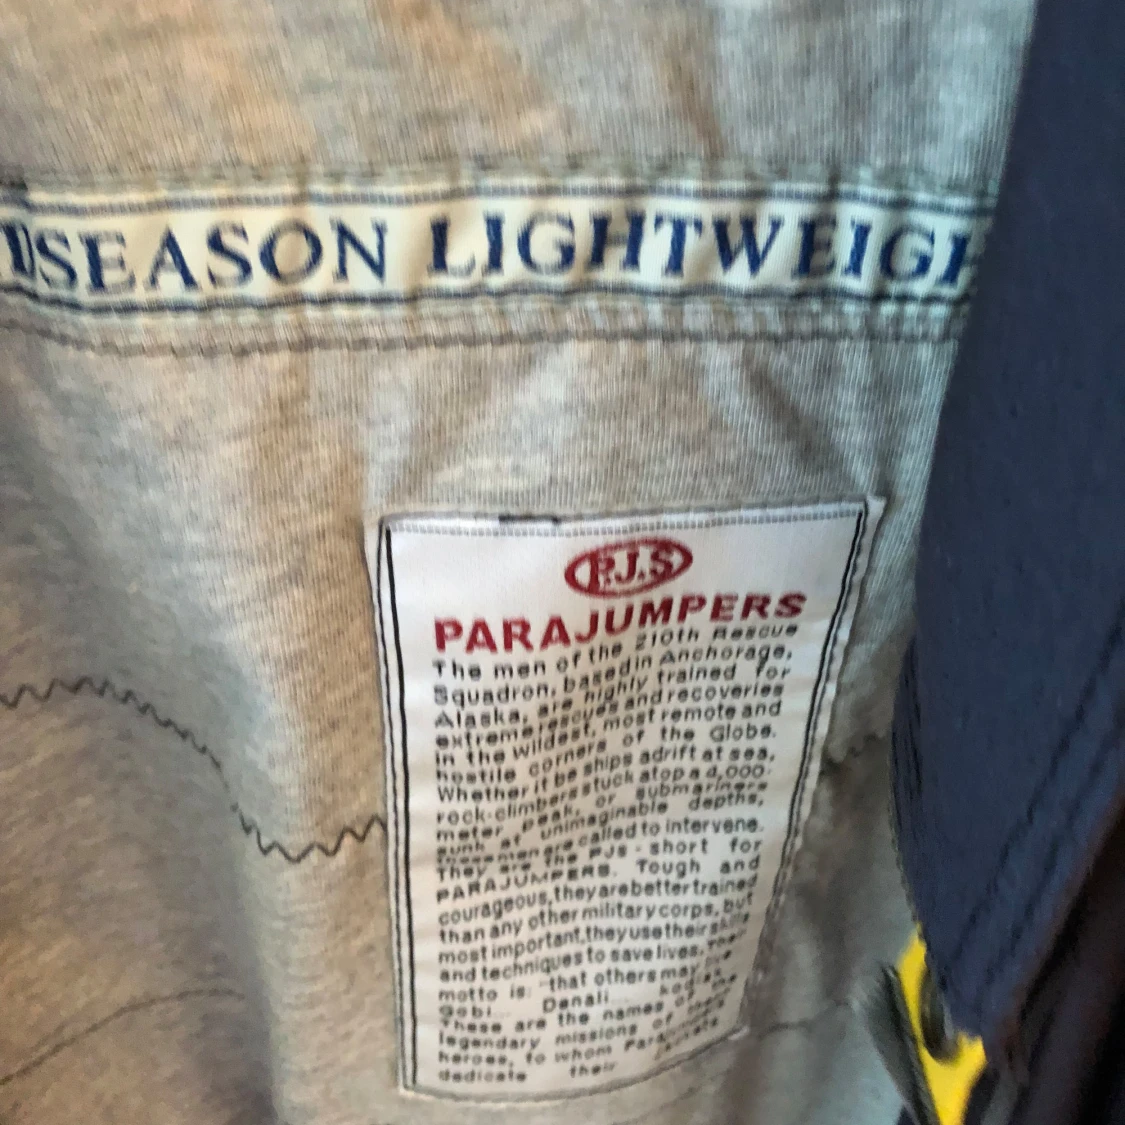 SEASON LIGHTWEIGH
P.J.S
PARAJUMPERS
The men of the 210th Rescue
Squadron, basedin Anchorage,
Alaska, are highly trained for
extreme rescues and recoveries
in the wildest, most remote and
hostile corners of the Globe.
Whether it be ships adrift at sea,
rock-climbers stuck atop a 4,000-
meter peak, or submariners
sunk at unimaginable depths,
these men are called to intervene.
They are the PJs - short for
PARAJUMPERS. Tough and
courageous, they are better trained
than any other military corps, but
most important, they use their skills
and techniques to save lives. Their
motto is: -that others may live
Gobi... Denali... kodiak
These are the names of the
legendary missions of these
heroes, to whom Parajumpers
dedicate their jackets